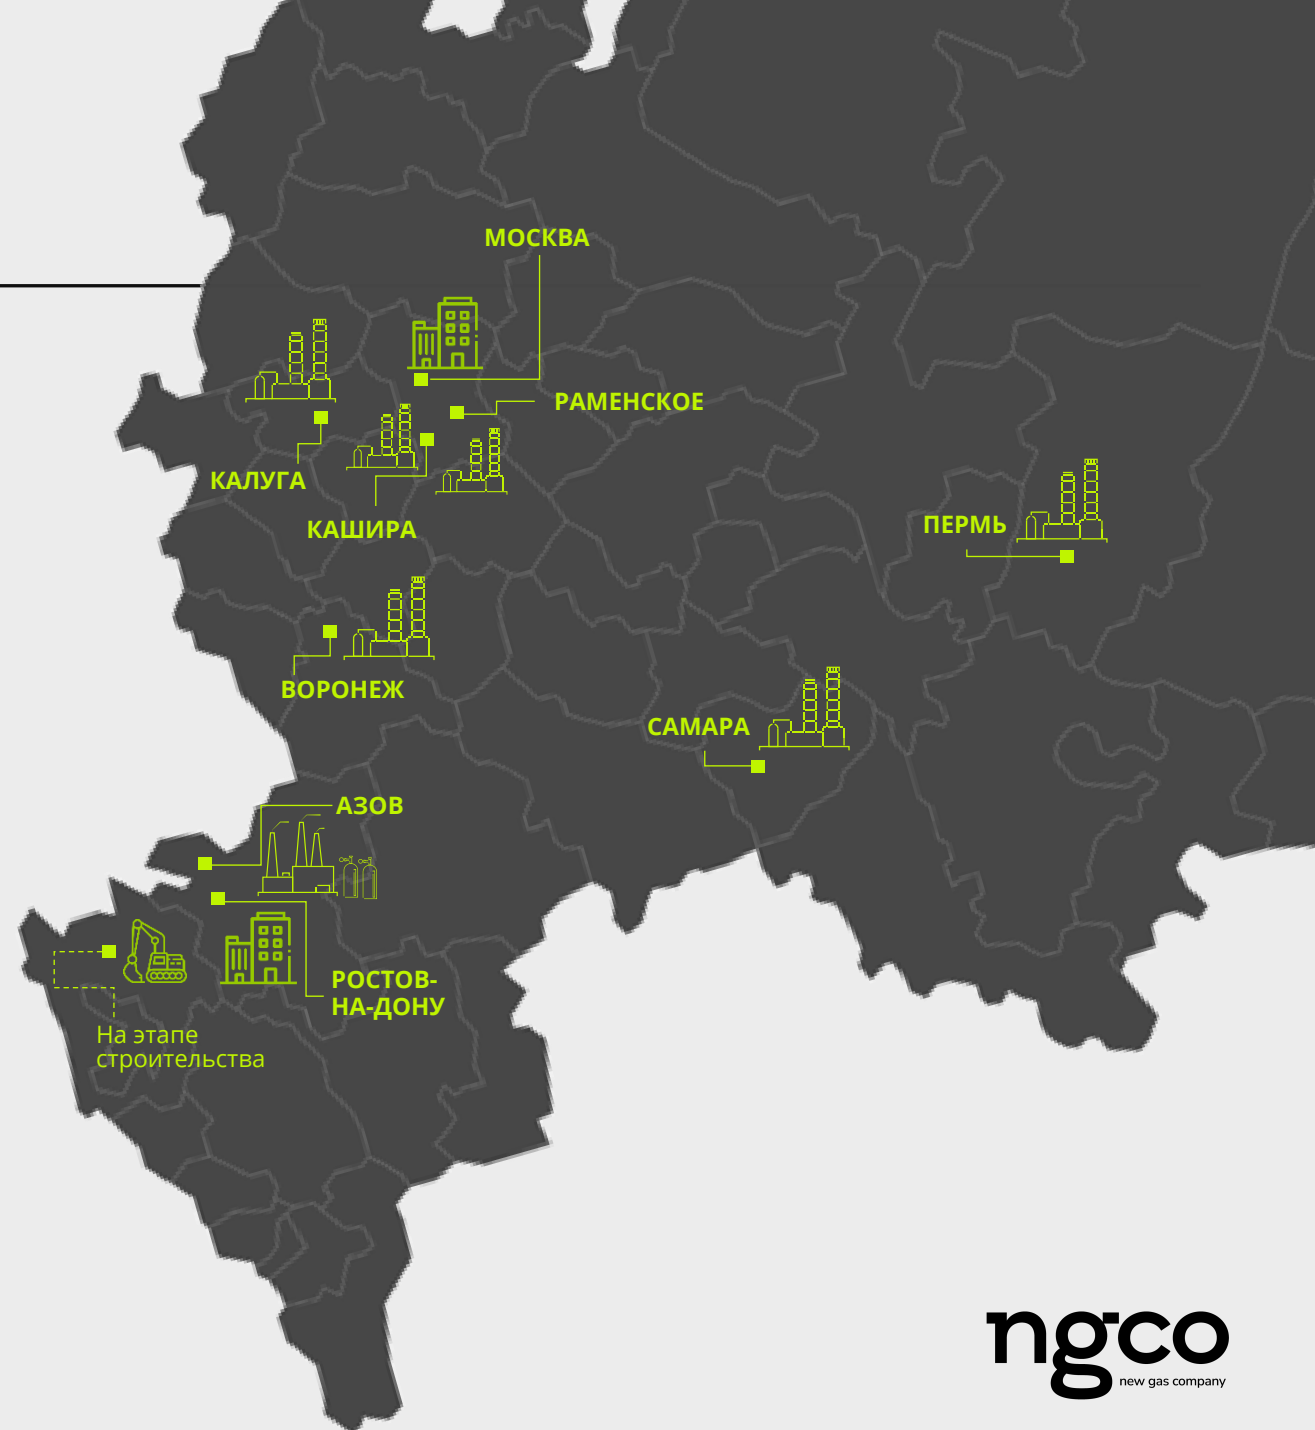 МОСКВА
РАМЕНСКОЕ
КАЛУГА
КАШИРА
ПЕРМЬ
ВОРОНЕЖ
САМАРА
АЗОВ
РОСТОВ-
НА-ДОНУ
На этапе
строительства
ngco
new gas company